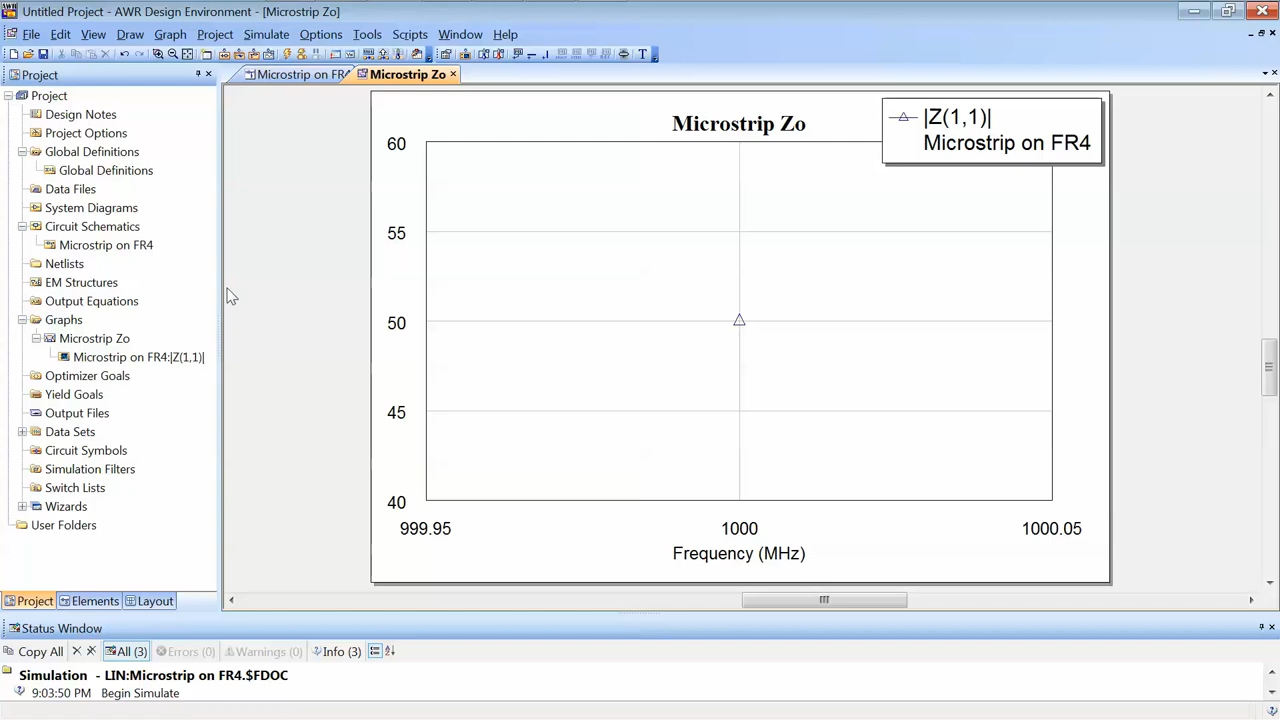 Untitled Project - AWR Design Environment - [Microstrip Zo]
File Edit View Draw Graph Project Simulate Options Tools Scripts Window Help
Project
Microstrip on FR4
Microstrip Zo
Project
Design Notes
Project Options
Global Definitions
Global Definitions
Data Files
System Diagrams
Circuit Schematics
Microstrip on FR4
Netlists
EM Structures
Output Equations
Graphs
Microstrip Zo
Microstrip on FR4:|Z(1,1)|
Optimizer Goals
Yield Goals
Output Files
Data Sets
Circuit Symbols
Simulation Filters
Switch Lists
Wizards
User Folders
Project Elements Layout
Microstrip Zo
|Z(1,1)|
Microstrip on FR4
60
55
50
45
40
999.95 1000 1000.05
Frequency (MHz)
Status Window
Copy All All (3) Errors (0) Warnings (0) Info (3)
Simulation - LIN:Microstrip on FR4.$FDOC
9:03:50 PM Begin Simulate